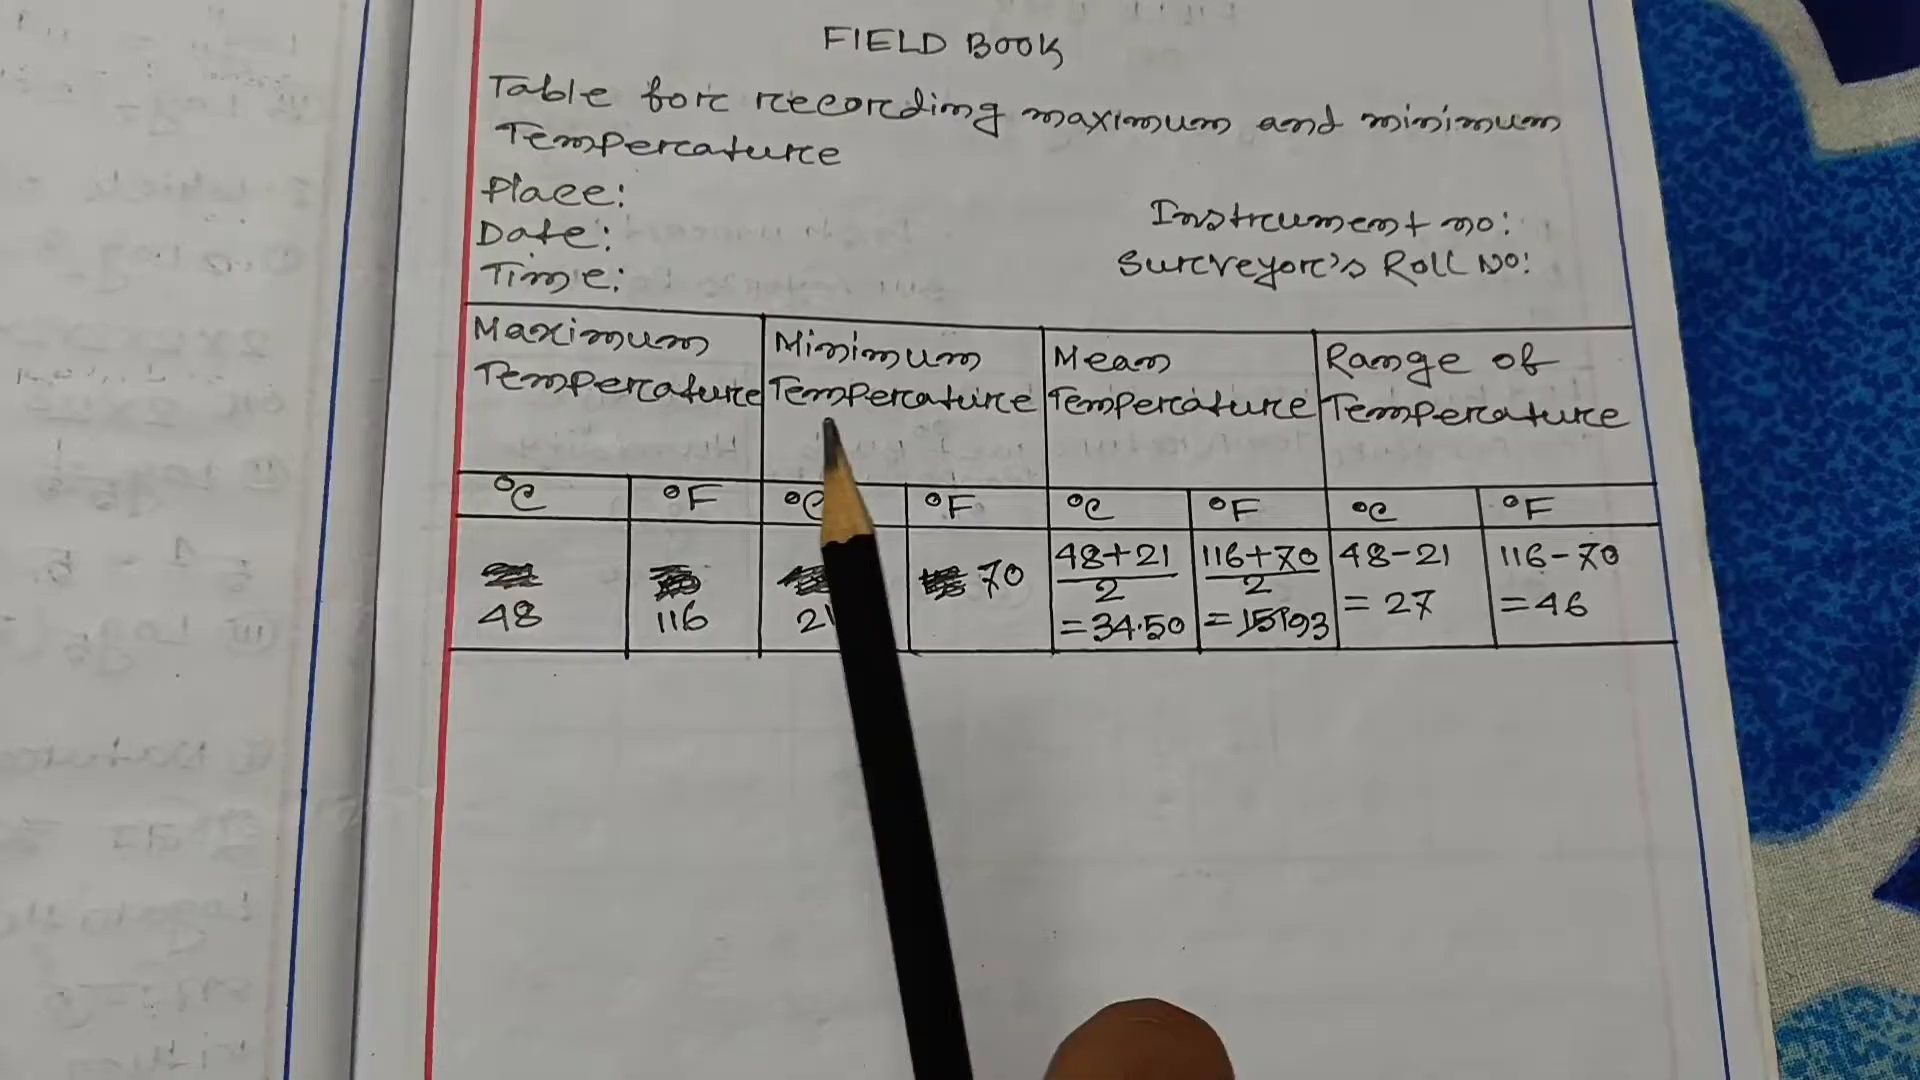 FIELD BOOK
Table for recording maximum and minimum
Temperature
Place:
Date:
Time:
Instrument no:
Surveyor's Roll No:
Maximum Temperature
Minimum Temperature
Mean Temperature
Range of Temperature
°C °F °C °F °C °F °C °F
48 116 21 70
48+21
2
=34.50
116+70
2
=
93
48-21
= 27
116-70
=46